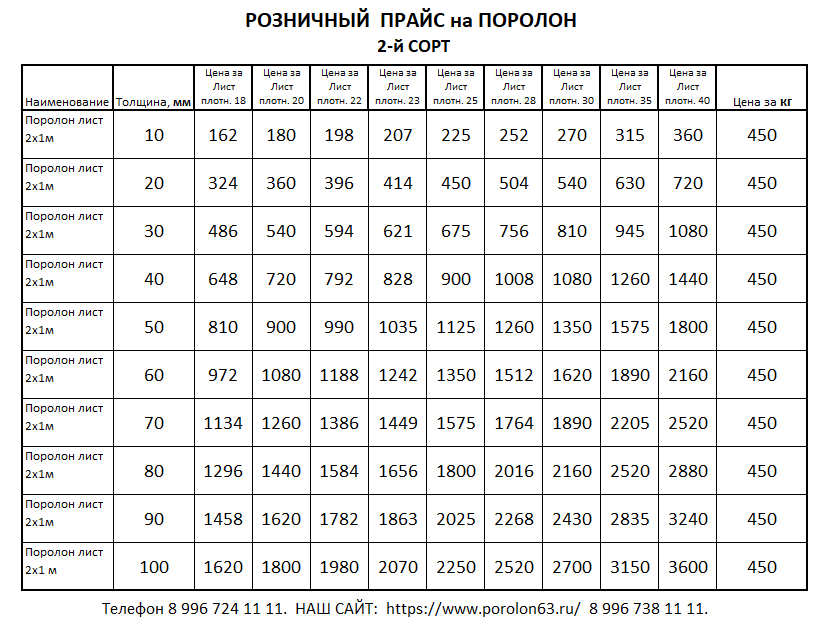 РОЗНИЧНЫЙ ПРАЙС на ПОРОЛОН
2-й СОРТ
Наименование Толщина, мм Цена за Лист плотн. 18 Цена за Лист плотн. 20 Цена за Лист плотн. 22 Цена за Лист плотн. 23 Цена за Лист плотн. 25 Цена за Лист плотн. 28 Цена за Лист плотн. 30 Цена за Лист плотн. 35 Цена за Лист плотн. 40 Цена за кг
Поролон лист 2х1м 10 162 180 198 207 225 252 270 315 360 450
Поролон лист 2х1м 20 324 360 396 414 450 504 540 630 720 450
Поролон лист 2х1м 30 486 540 594 621 675 756 810 945 1080 450
Поролон лист 2х1м 40 648 720 792 828 900 1008 1080 1260 1440 450
Поролон лист 2х1м 50 810 900 990 1035 1125 1260 1350 1575 1800 450
Поролон лист 2х1м 60 972 1080 1188 1242 1350 1512 1620 1890 2160 450
Поролон лист 2х1м 70 1134 1260 1386 1449 1575 1764 1890 2205 2520 450
Поролон лист 2х1м 80 1296 1440 1584 1656 1800 2016 2160 2520 2880 450
Поролон лист 2х1м 90 1458 1620 1782 1863 2025 2268 2430 2835 3240 450
Поролон лист 2х1 м 100 1620 1800 1980 2070 2250 2520 2700 3150 3600 450
Телефон 8 996 724 11 11. НАШ САЙТ: https://www.porolon63.ru/ 8 996 738 11 11.